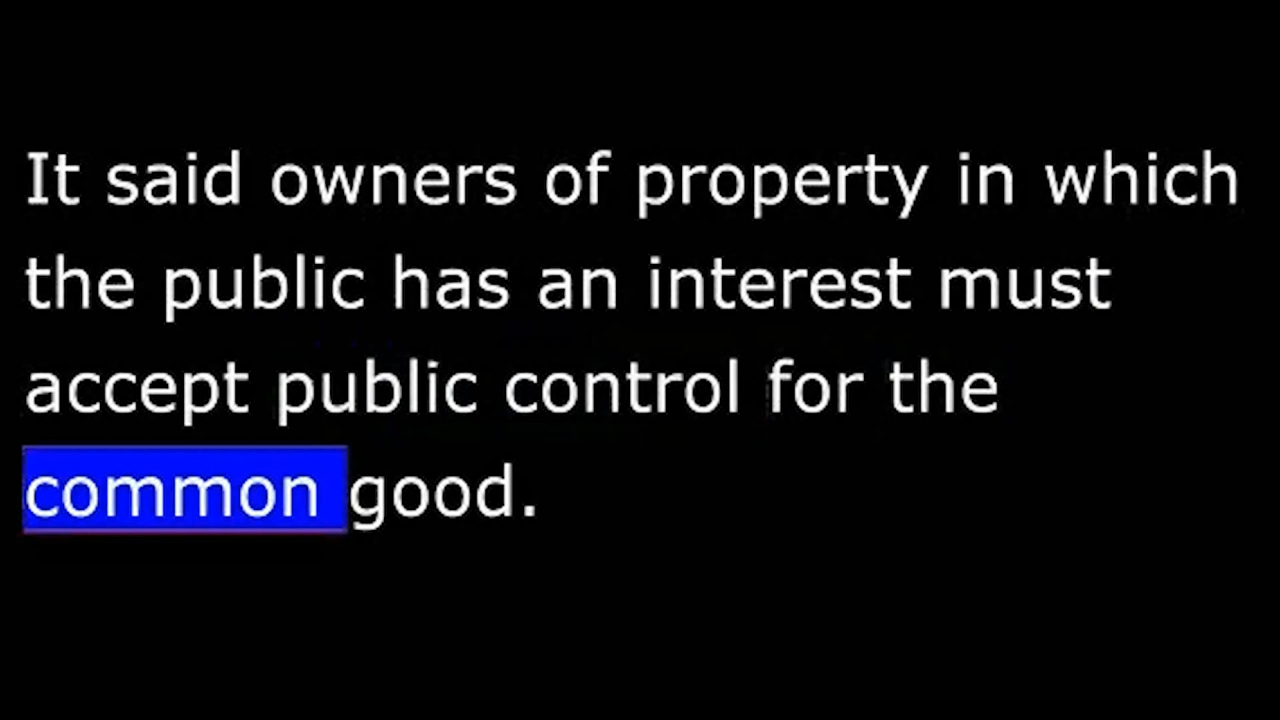 It said owners of property in which
the public has an interest must
accept public control for the
common good.